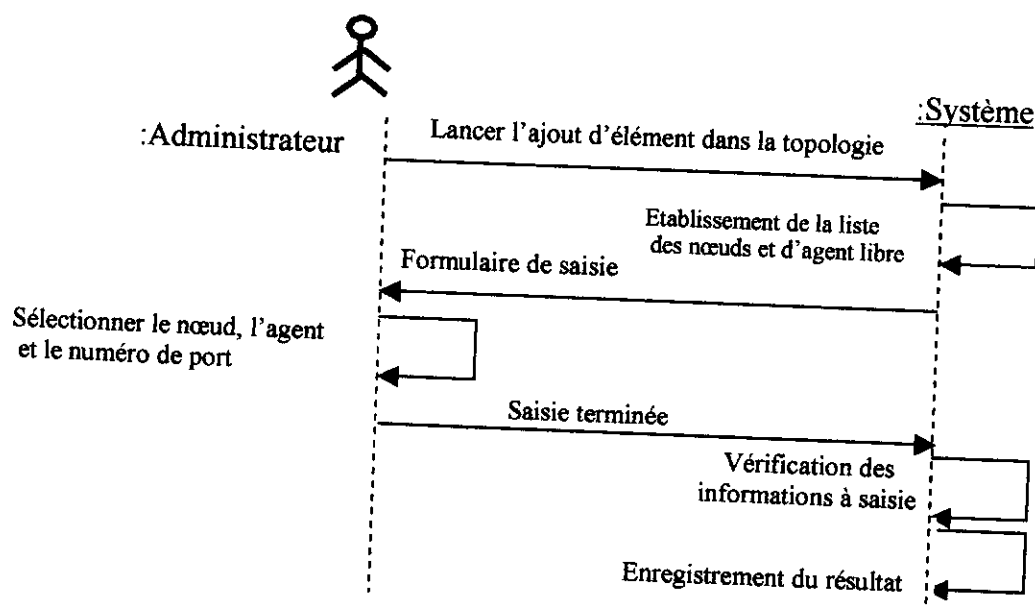 :Administrateur
:Système
Lancer l'ajout d'élément dans la topologie
Etablissement de la liste
des nœuds et d'agent libre
Formulaire de saisie
Sélectionner le nœud, l'agent
et le numéro de port
Saisie terminée
Vérification des
informations à saisie
Enregistrement du résultat